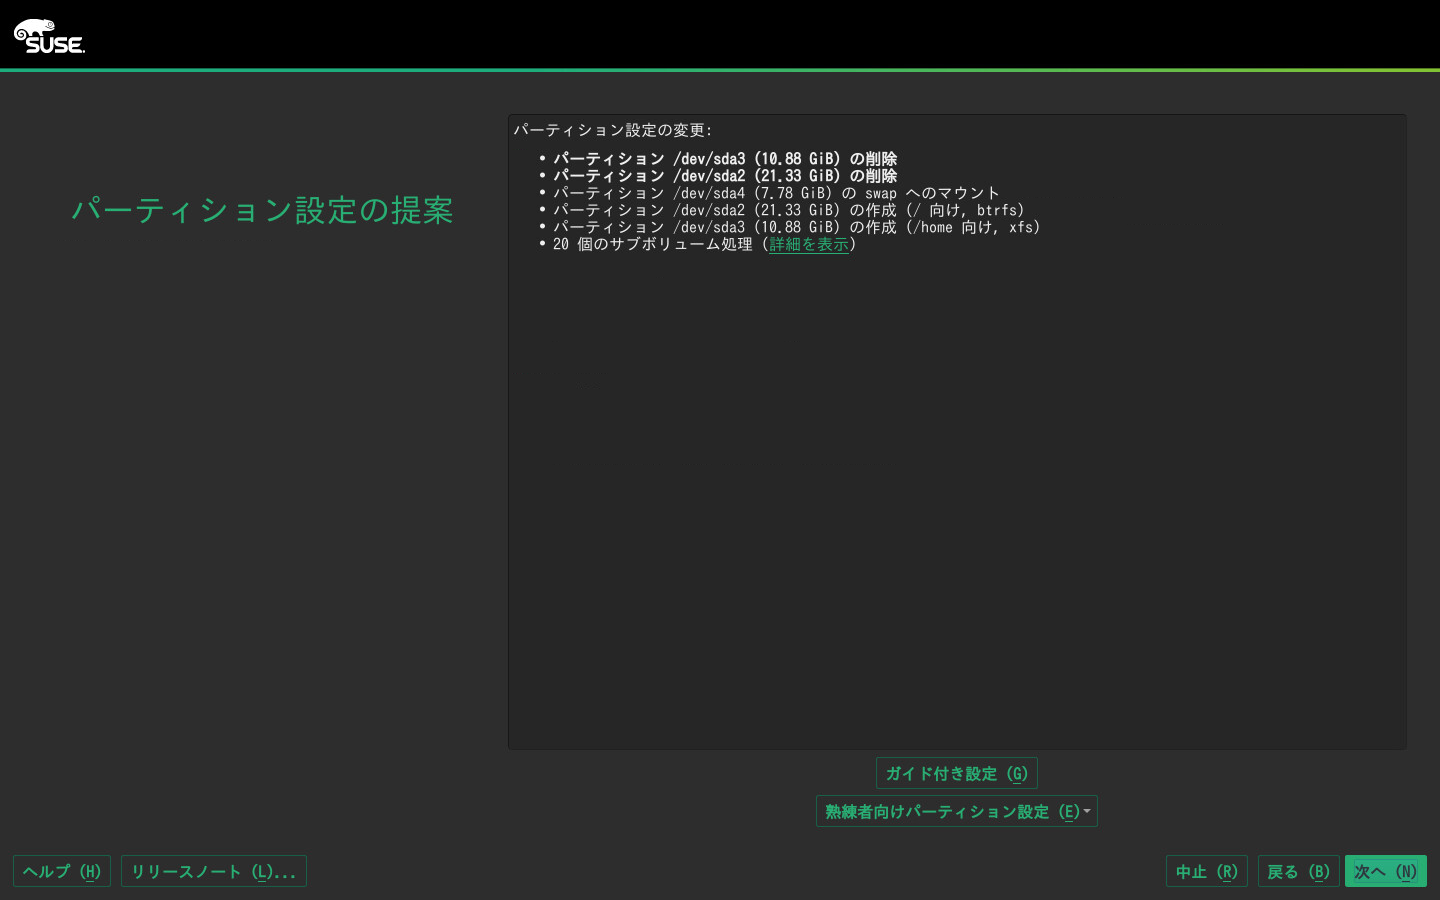 SUSE.
パーティション設定の提案
パーティション設定の変更:
• パーティション /dev/sda3 (10.88 GiB) の削除
• パーティション /dev/sda2 (21.33 GiB) の削除
• パーティション /dev/sda4 (7.78 GiB) の swap へのマウント
• パーティション /dev/sda2 (21.33 GiB) の作成 (/ 向け, btrfs)
• パーティション /dev/sda3 (10.88 GiB) の作成 (/home 向け, xfs)
• 20 個のサブボリューム処理 (詳細を表示)
ガイド付き設定 (G)
熟練者向けパーティション設定 (E)
ヘルプ (H)
リリースノート (L)...
中止 (R)
戻る (B)
次へ (N)